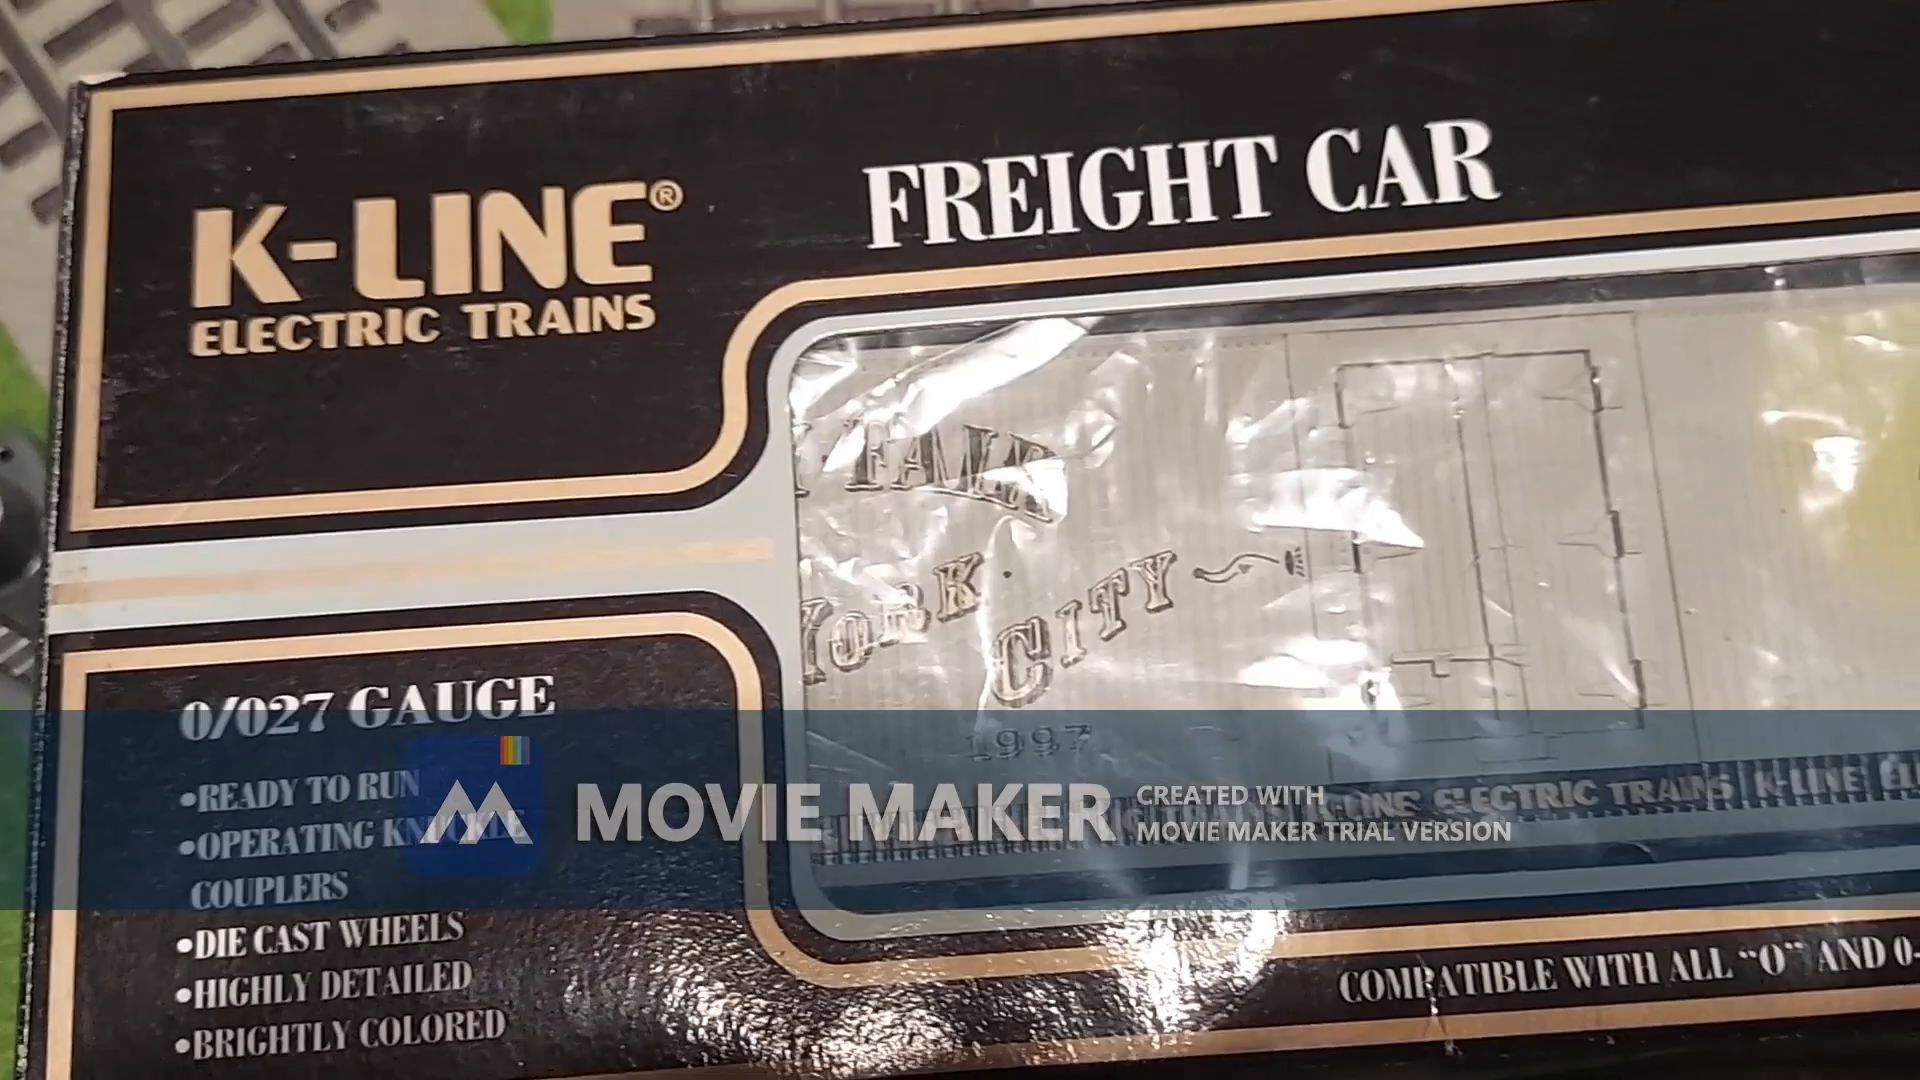 K-LINE®
ELECTRIC TRAINS
FREIGHT CAR
YORK
CITY
1997
0/027 GAUGE
•READY TO RUN
•OPERATING KNUCKLE
COUPLERS
•DIE CAST WHEELS
•HIGHLY DETAILED
•BRIGHTLY COLORED
MOVIE MAKER
CREATED WITH
MOVIE MAKER TRIAL VERSION
K-LINE ELECTRIC TRAINS K-LINE
COMPATIBLE WITH ALL “O” AND 0-